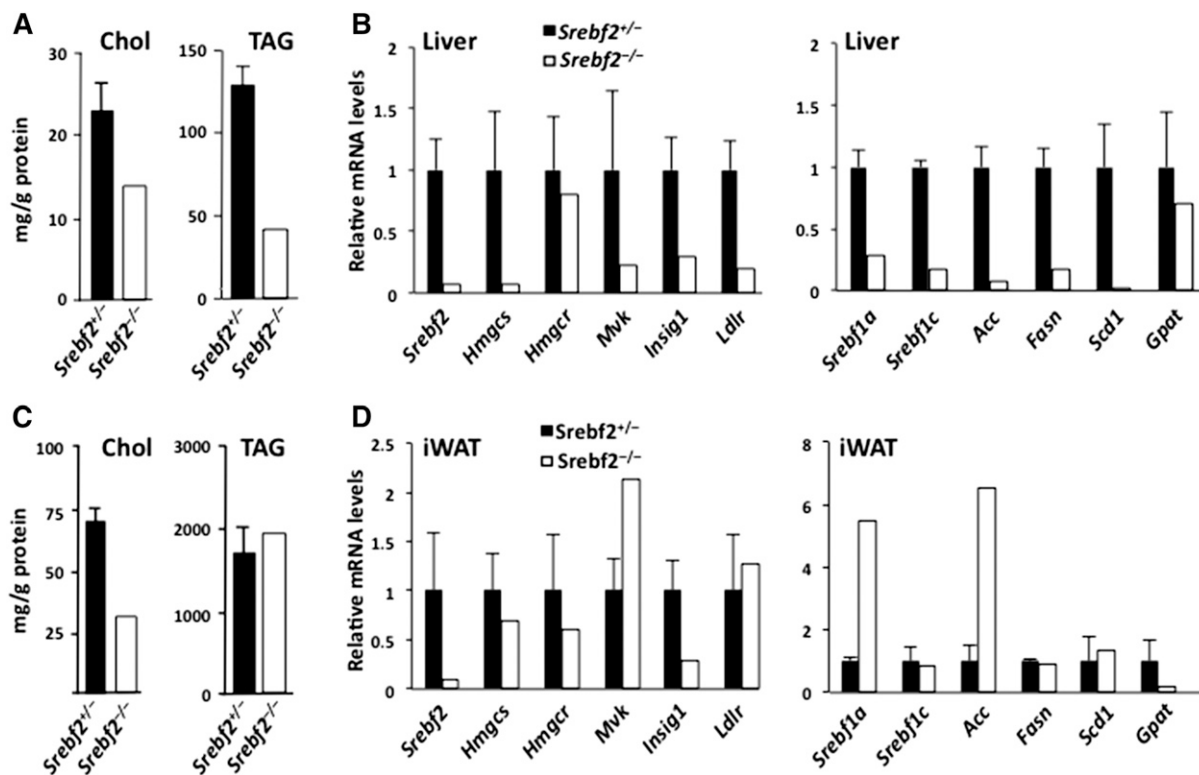 A
Chol
TAG
mg/g protein
30
20
10
0
150
100
50
0
Srebf2+/−
Srebf2−/−
Srebf2+/−
Srebf2−/−
B
Liver
Srebf2+/−
Srebf2−/−
Relative mRNA levels
2
1.5
1
0.5
0
Srebf2
Hmgcs
Hmgcr
Mvk
Insig1
Ldlr
Liver
2
1.5
1
0.5
0
Srebf1a
Srebf1c
Acc
Fasn
Scd1
Gpat
C
Chol
TAG
mg/g protein
100
75
50
25
3000
2000
1000
0
Srebf2+/−
Srebf2−/−
Srebf2+/−
Srebf2−/−
D
iWAT
Srebf2+/−
Srebf2−/−
Relative mRNA levels
2.5
2
1.5
1
0.5
0
Srebf2
Hmgcs
Hmgcr
Mvk
Insig1
Ldlr
iWAT
8
6
4
2
0
Srebf1a
Srebf1c
Acc
Fasn
Scd1
Gpat